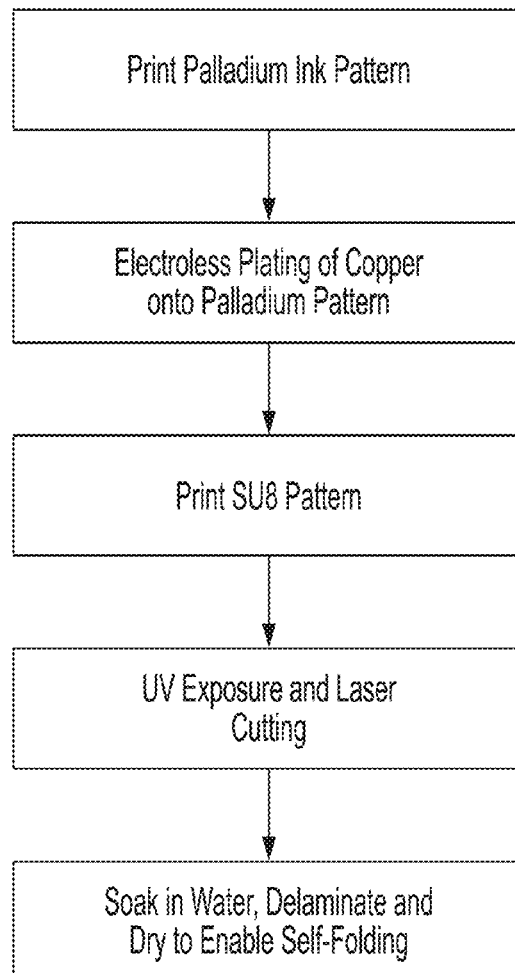 Print Palladium Ink Pattern
Electroless Plating of Copper
onto Palladium Pattern
Print SU8 Pattern
UV Exposure and Laser
Cutting
Soak in Water, Delaminate and
Dry to Enable Self-Folding